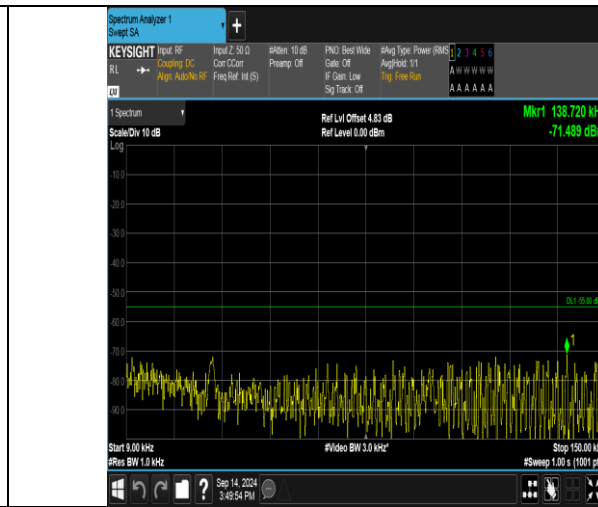 Spectrum Analyzer 1
Swept SA
+
KEYSIGHT Input: RF Input Z: 50 Ω #Atten: 10 dB PNO: Best Wide #Avg Type: Power (RMS 1 2 3 4 5 6
RL Coupling: DC Corr CCorr Preamp: Off Gate: Off Avg|Hold: 1/1 A W W W W W
Align: Auto/No RF Freq Ref: Int (S) IF Gain: Low Trig: Free Run
Sig Track: Off A A A A A A
1 Spectrum Ref Lvl Offset 4.83 dB Mkr1 138.720 kH
Scale/Div 10 dB Ref Level 0.00 dBm -71.489 dB
Log
-10.0
-20.0
-30.0
-40.0
DL1 -55.00 d
-60.0
1
-70.0
-80.0
-90.0
Start 9.00 kHz #Video BW 3.0 kHz* Stop 150.00 k
#Res BW 1.0 kHz #Sweep 1.00 s (1001 p
? Sep 14, 2024
3:49:54 PM